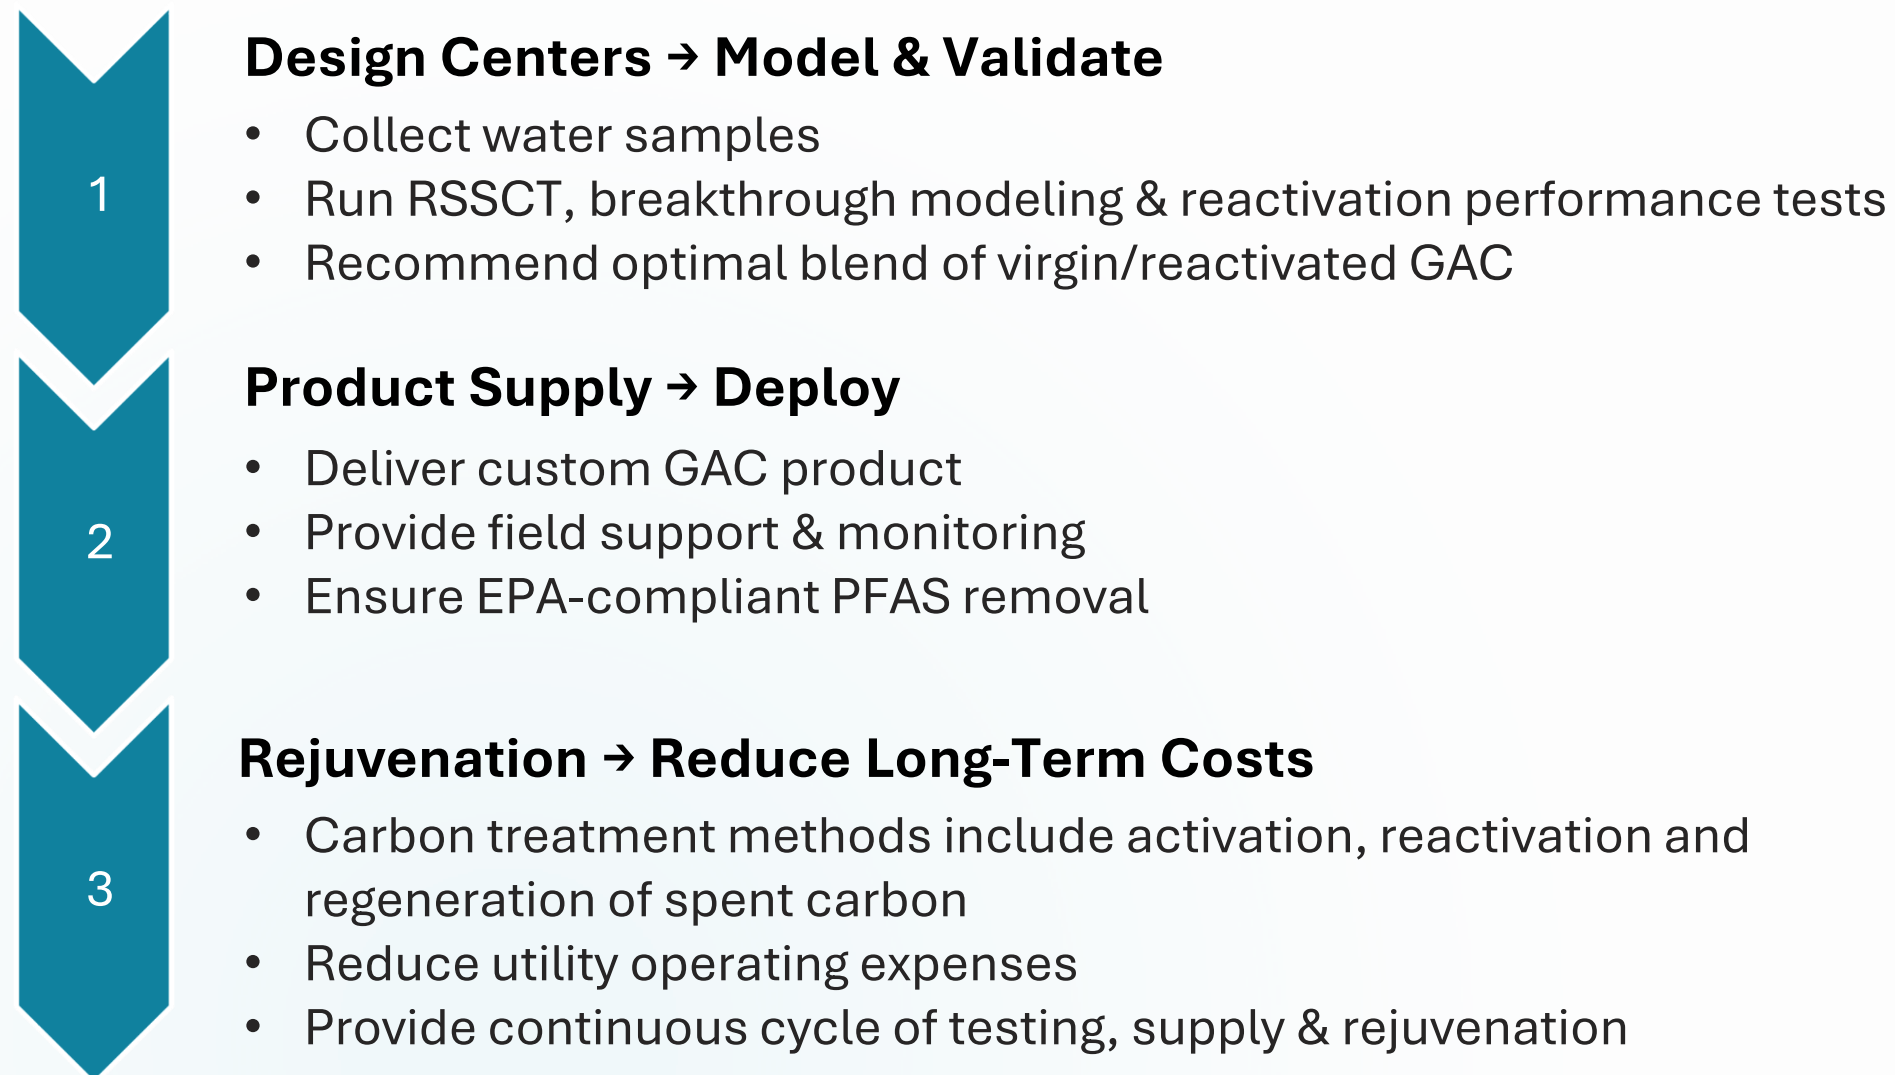 Design Centers → Model & Validate
• Collect water samples
1
• Run RSSCT, breakthrough modeling & reactivation performance tests
• Recommend optimal blend of virgin/reactivated GAC
Product Supply → Deploy
• Deliver custom GAC product
2
• Provide field support & monitoring
• Ensure EPA-compliant PFAS removal
Rejuvenation → Reduce Long-Term Costs
• Carbon treatment methods include activation, reactivation and
regeneration of spent carbon
3
• Reduce utility operating expenses
• Provide continuous cycle of testing, supply & rejuvenation